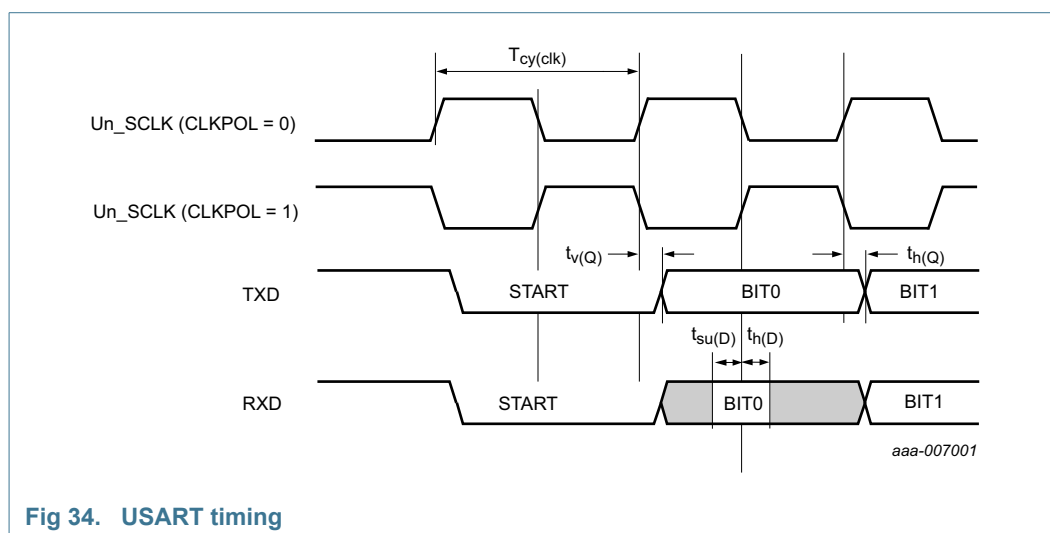 Tcy(clk)
Un_SCLK (CLKPOL = 0)
Un_SCLK (CLKPOL = 1)
tv(Q)
th(Q)
TXD
START
BIT0
BIT1
tsu(D)
th(D)
RXD
START
BIT0
BIT1
aaa-007001
Fig 34. USART timing